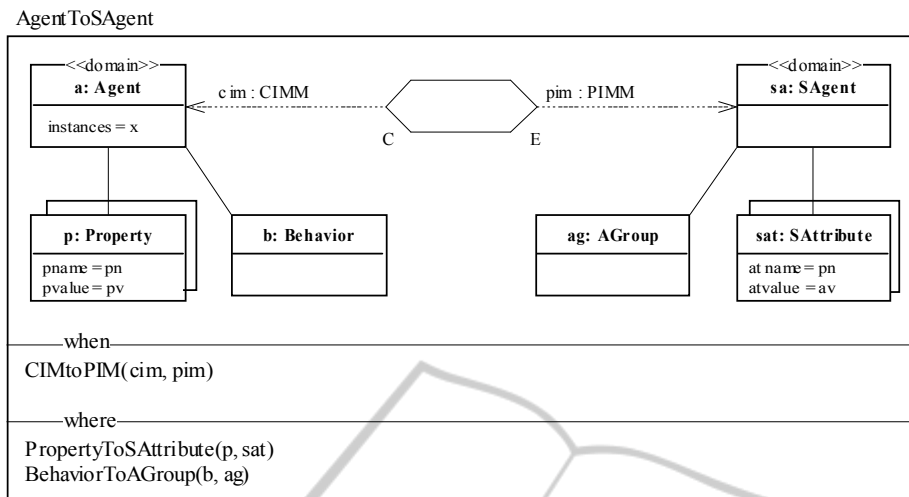 AgentToSAgent
<<domain>>
a: Agent
instances = x
cim : CIMM
pim : PIMM
C
E
<<domain>>
sa: SAgent
p: Property
pname = pn
pvalue = pv
b: Behavior
ag: AGroup
sat: SAttribute
atname = pn
atvalue = av
when
CIMtoPIM(cim, pim)
where
PropertyToSAttribute(p, sat)
BehaviorToAGroup(b, ag)